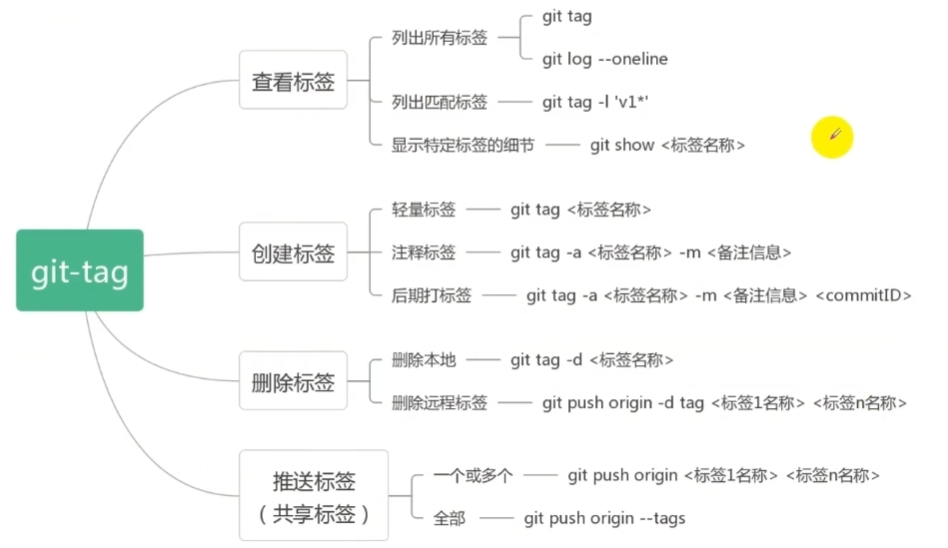 git-tag
查看标签
列出所有标签
git tag
git log --oneline
列出匹配标签
git tag -l 'v1*'
显示特定标签的细节
git show <标签名称>
创建标签
轻量标签
git tag <标签名称>
注释标签
git tag -a <标签名称> -m <备注信息>
后期打标签
git tag -a <标签名称> -m <备注信息> <commitID>
删除标签
删除本地
git tag -d <标签名称>
删除远程标签
git push origin -d tag <标签1名称> <标签n名称>
推送标签
（共享标签）
一个或多个
git push origin <标签1名称> <标签n名称>
全部
git push origin --tags